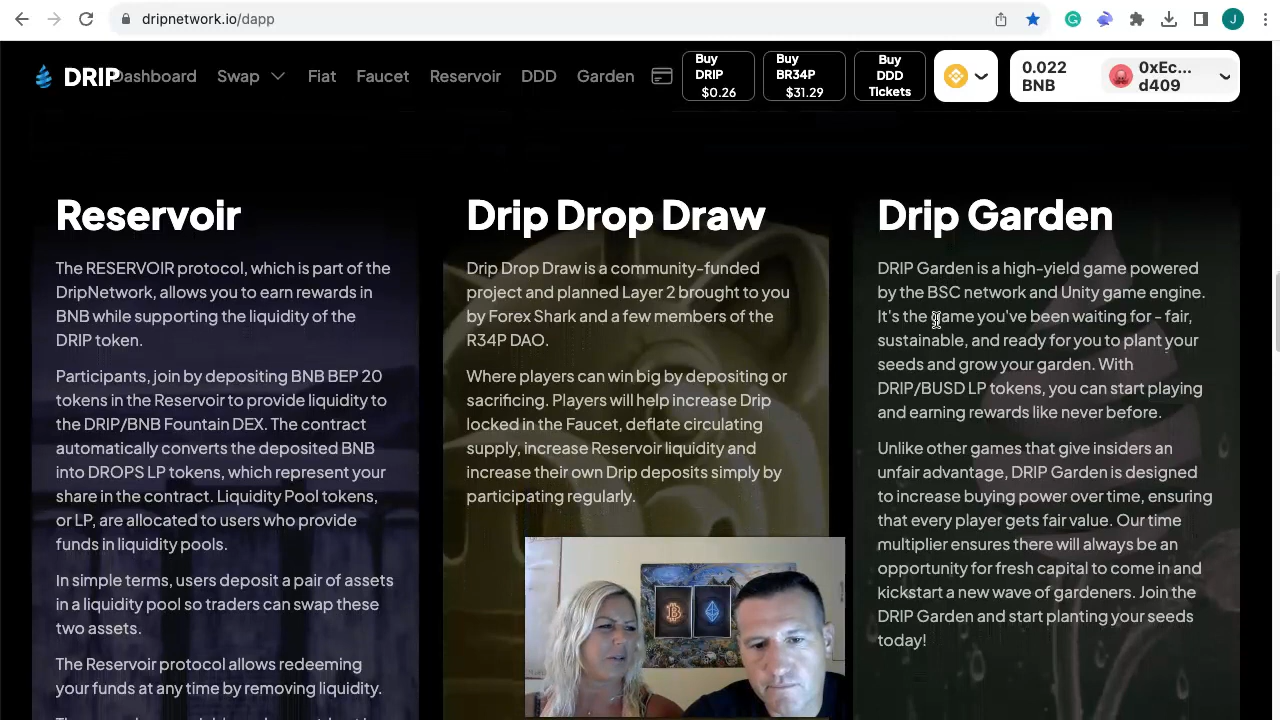 dripnetwork.io/dapp
J
DRIP
Dashboard
Swap
Fiat
Faucet
Reservoir
DDD
Garden
Buy
DRIP
$0.26
Buy
BR34P
$31.29
Buy
DDD
Tickets
0.022
BNB
0xEc...
d409
Reservoir
The RESERVOIR protocol, which is part of the
DripNetwork, allows you to earn rewards in
BNB while supporting the liquidity of the
DRIP token.
Participants, join by depositing BNB BEP 20
tokens in the Reservoir to provide liquidity to
the DRIP/BNB Fountain DEX. The contract
automatically converts the deposited BNB
into DROPS LP tokens, which represent your
share in the contract. Liquidity Pool tokens,
or LP, are allocated to users who provide
funds in liquidity pools.
In simple terms, users deposit a pair of assets
in a liquidity pool so traders can swap these
two assets.
The Reservoir protocol allows redeeming
your funds at any time by removing liquidity.
Drip Drop Draw
Drip Drop Draw is a community-funded
project and planned Layer 2 brought to you
by Forex Shark and a few members of the
R34P DAO.
Where players can win big by depositing or
sacrificing. Players will help increase Drip
locked in the Faucet, deflate circulating
supply, increase Reservoir liquidity and
increase their own Drip deposits simply by
participating regularly.
Drip Garden
DRIP Garden is a high-yield game powered
by the BSC network and Unity game engine.
It's the game you've been waiting for - fair,
sustainable, and ready for you to plant your
seeds and grow your garden. With
DRIP/BUSD LP tokens, you can start playing
and earning rewards like never before.
Unlike other games that give insiders an
unfair advantage, DRIP Garden is designed
to increase buying power over time, ensuring
that every player gets fair value. Our time
multiplier ensures there will always be an
opportunity for fresh capital to come in and
kickstart a new wave of gardeners. Join the
DRIP Garden and start planting your seeds
today!